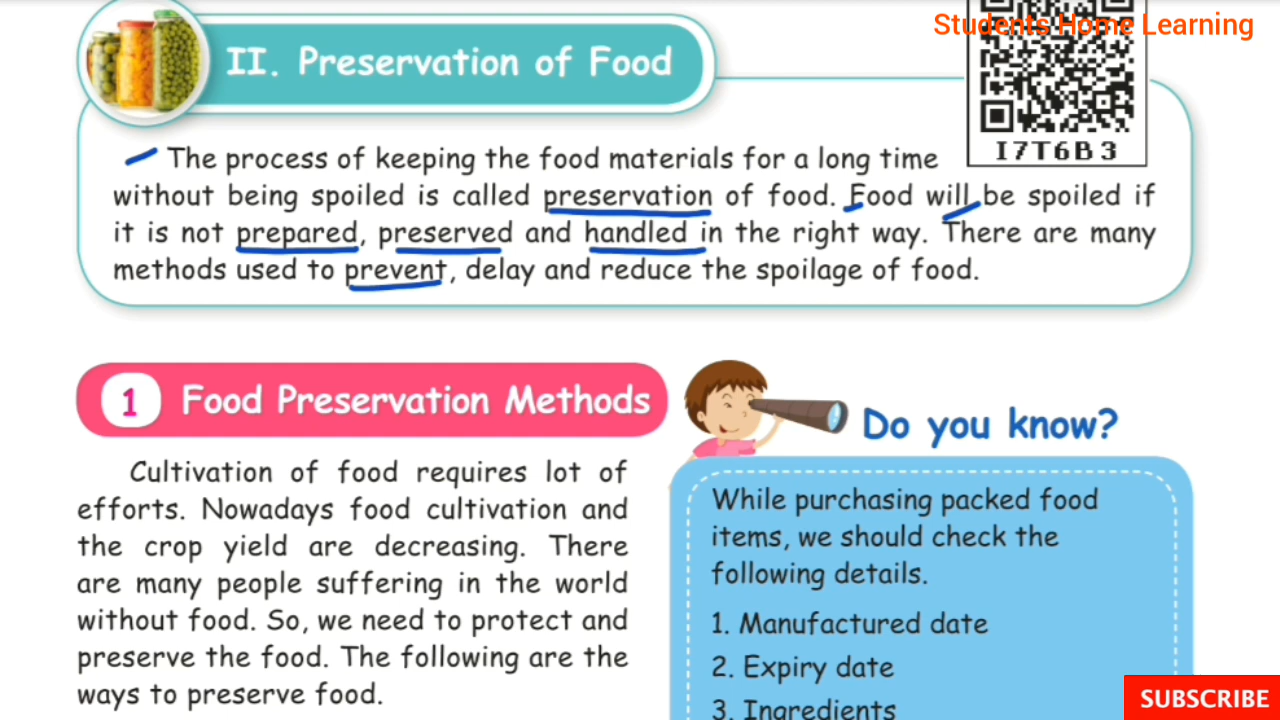 Students Home Learning
II. Preservation of Food
I7T6B3
The process of keeping the food materials for a long time
without being spoiled is called preservation of food. Food will be spoiled if
it is not prepared, preserved and handled in the right way. There are many
methods used to prevent, delay and reduce the spoilage of food.
1 Food Preservation Methods
Cultivation of food requires lot of
efforts. Nowadays food cultivation and
the crop yield are decreasing. There
are many people suffering in the world
without food. So, we need to protect and
preserve the food. The following are the
ways to preserve food.
Do you know?
While purchasing packed food
items, we should check the
following details.
1. Manufactured date
2. Expiry date
3. Ingredients
SUBSCRIBE